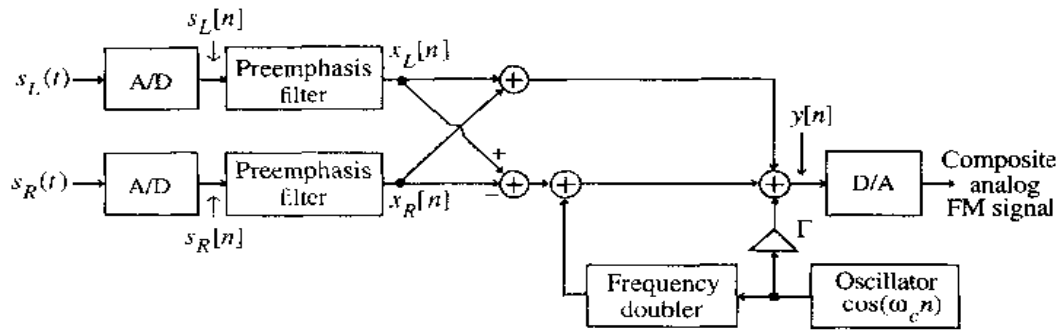 s_L[n]
s_L(t)
A/D
Preemphasis
filter
x_L[n]
+
+
y[n]
s_R(t)
A/D
Preemphasis
filter
x_R[n]
−
+
+
+
D/A
Composite
analog
FM signal
s_R[n]
Γ
Frequency
doubler
Oscillator
cos(ω_c n)